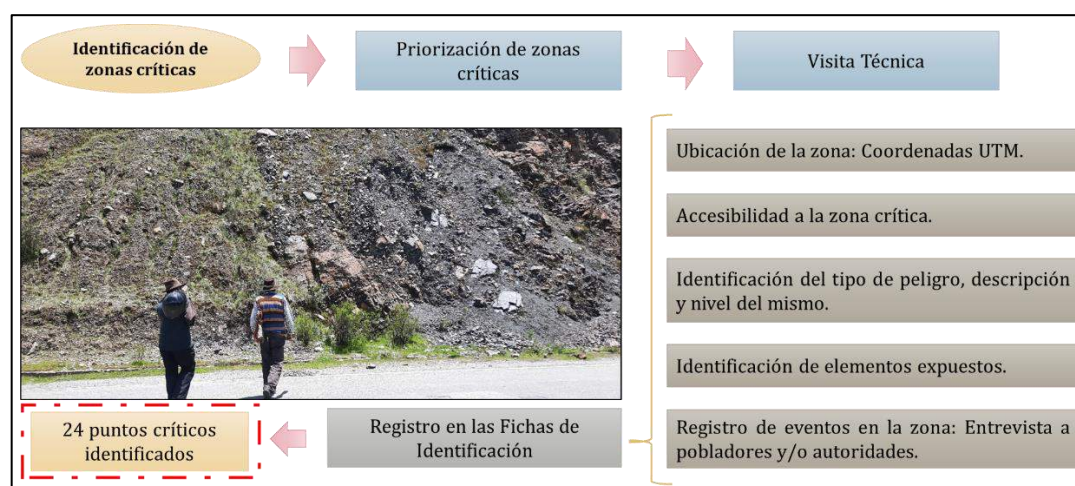 Identificación de
zonas críticas
Priorización de zonas
críticas
Visita Técnica
Ubicación de la zona: Coordenadas UTM.
Accesibilidad a la zona crítica.
Identificación del tipo de peligro, descripción
y nivel del mismo.
Identificación de elementos expuestos.
Registro de eventos en la zona: Entrevista a
pobladores y/o autoridades.
Registro en las Fichas de
Identificación
24 puntos críticos
identificados